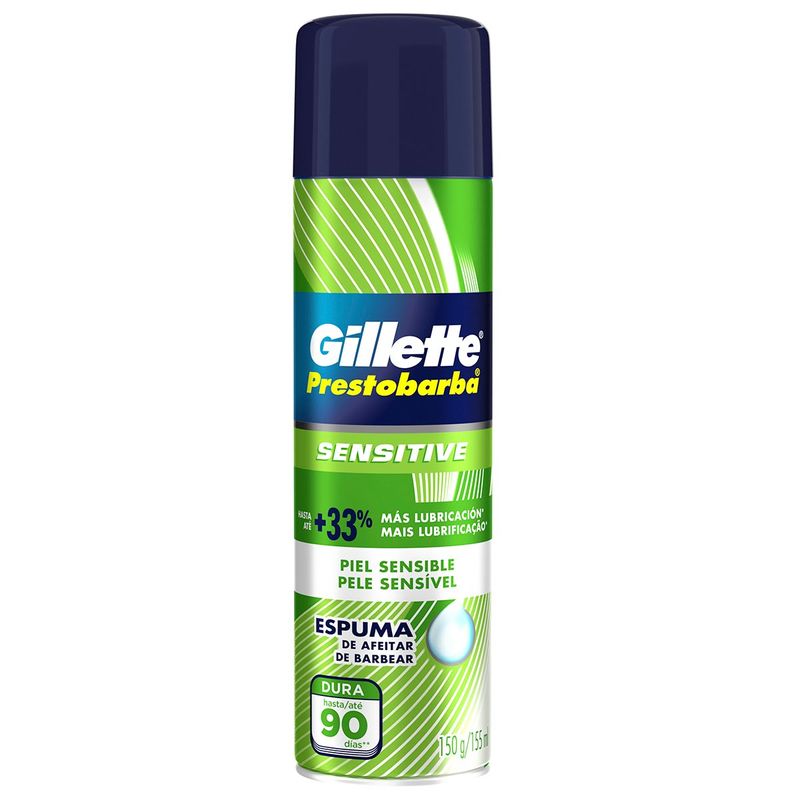 Gillette®
Prestobarba®
SENSITIVE
HASTA
ATÉ
+33%
MÁS LUBRICACIÓN*
MAIS LUBRIFICAÇÃO*
PIEL SENSIBLE
PELE SENSÍVEL
ESPUMA
DE AFEITAR
DE BARBEAR
DURA
hasta/até
90
días**
150 g/155 ml